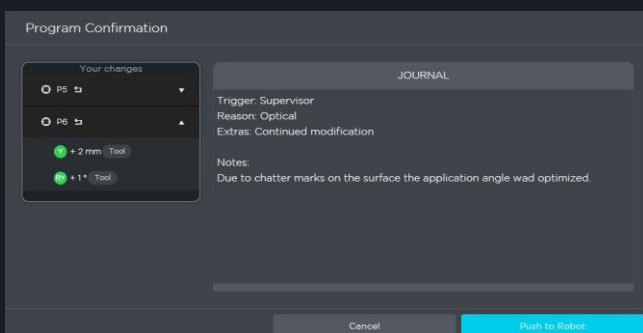 Program Confirmation
Your changes
P5
P6
Y + 2 mm Tool
RY + 1° Tool
JOURNAL
Trigger: Supervisor
Reason: Optical
Extras: Continued modification
Notes:
Due to chatter marks on the surface the application angle wad optimized.
Cancel
Push to Robot